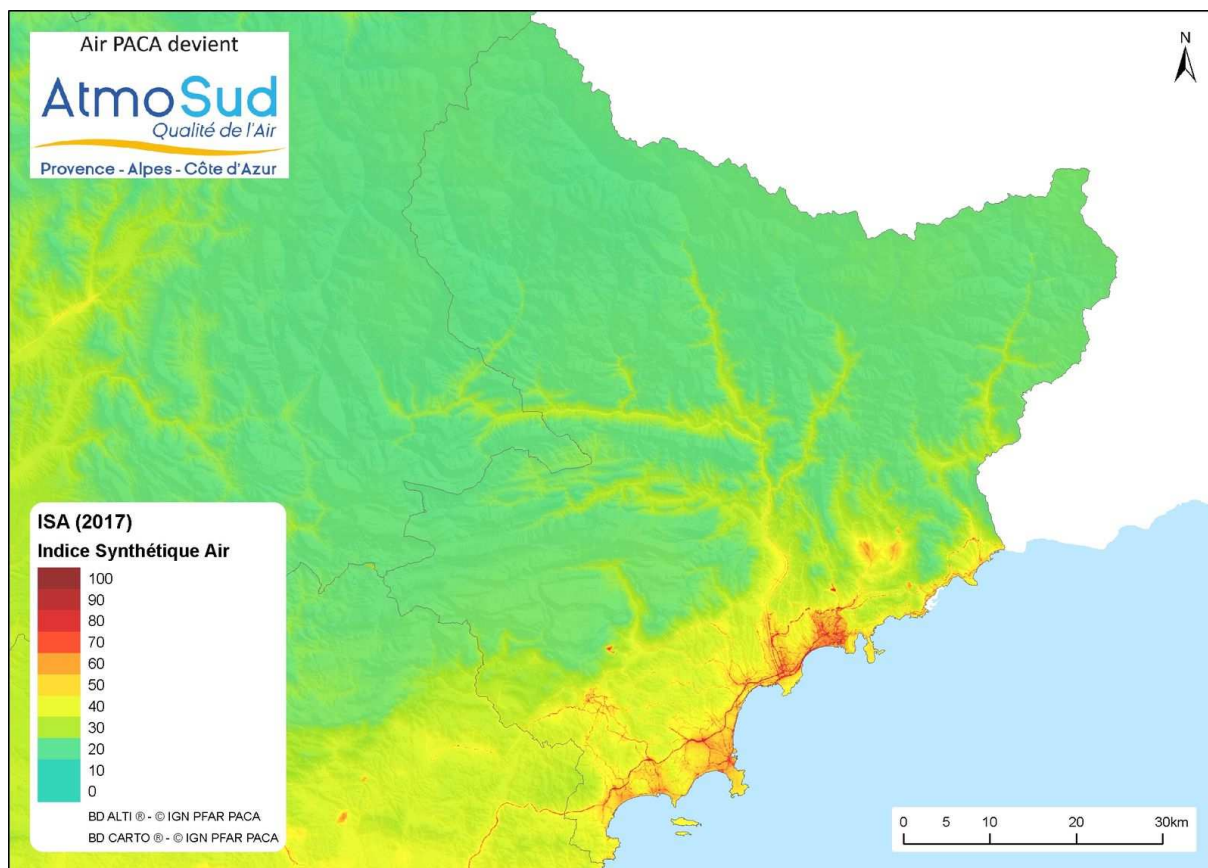 Air PACA devient
AtmoSud
Qualité de l'Air
Provence - Alpes - Côte d'Azur
N
ISA (2017)
Indice Synthétique Air
100
90
80
70
60
50
40
30
20
10
0
BD ALTI ® - © IGN PFAR PACA
BD CARTO ® - © IGN PFAR PACA
0 5 10 20 30km